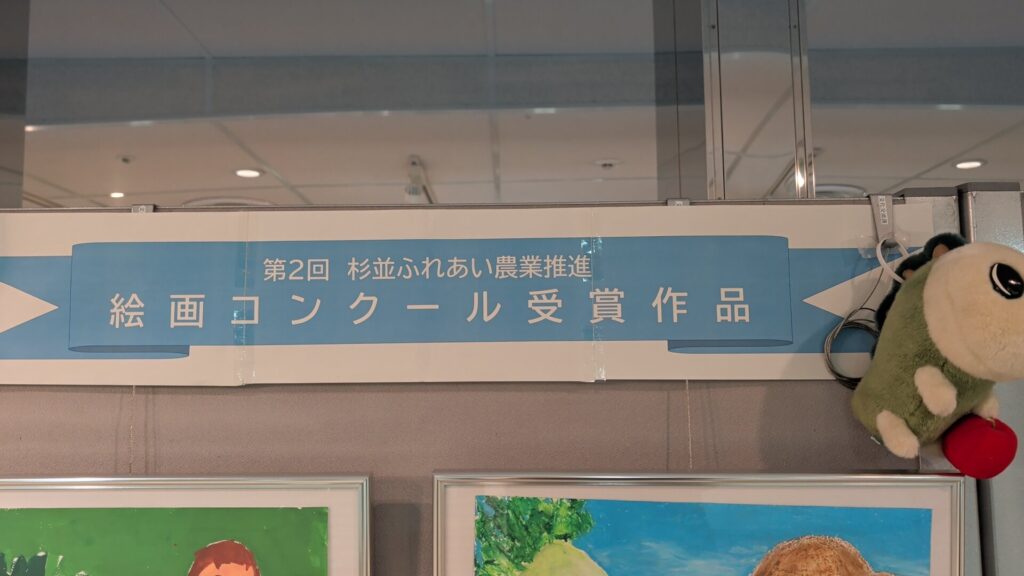 第2回 杉並ふれあい農業推進
絵画コンクール受賞作品